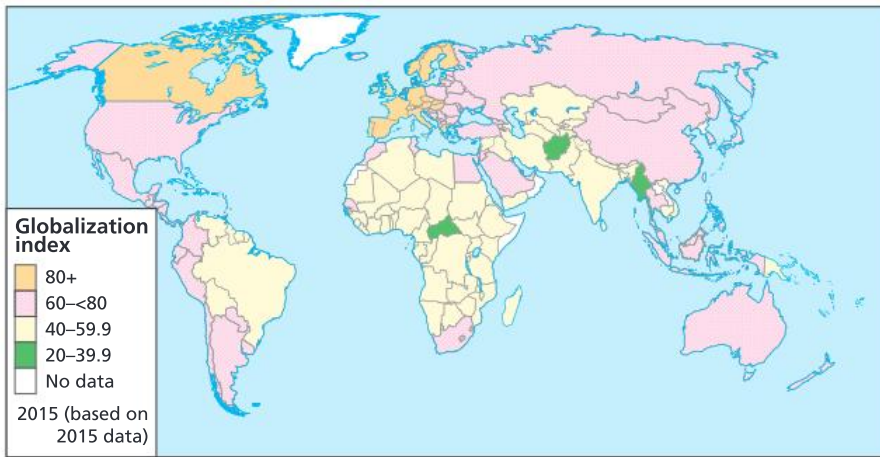 Globalization
index
80+
60–<80
40–59.9
20–39.9
No data
2015 (based on
2015 data)